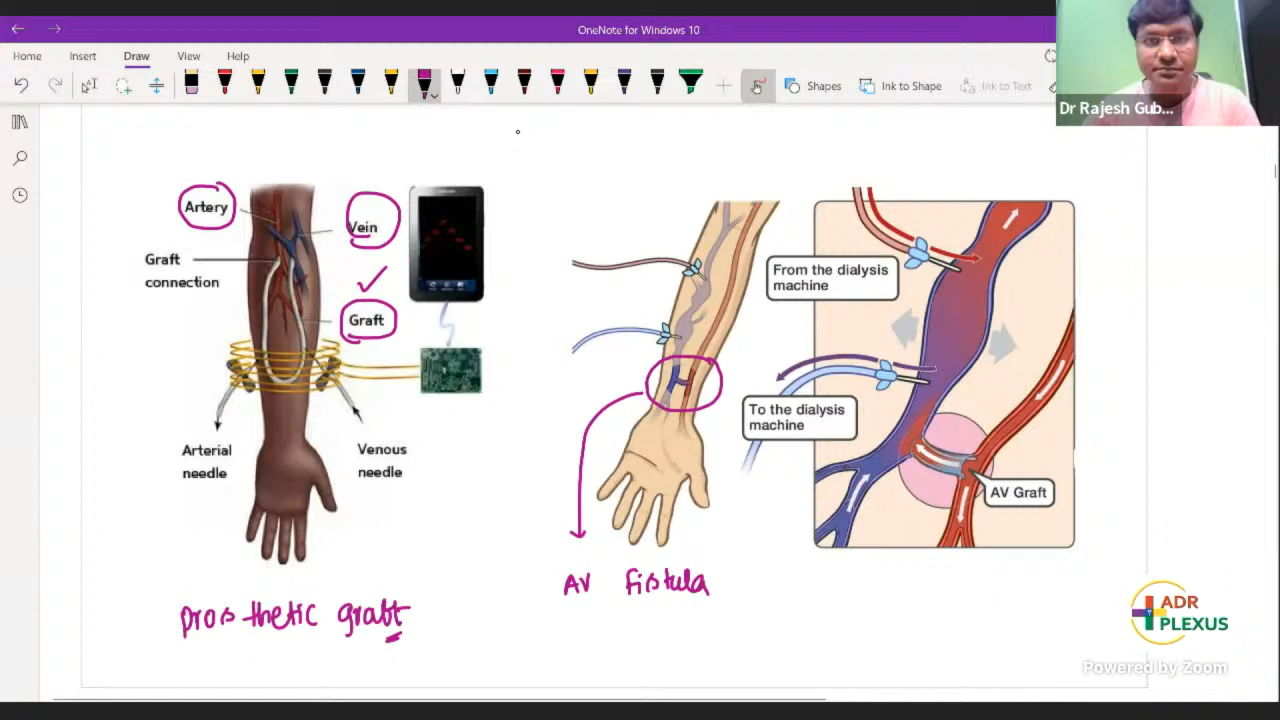 OneNote for Windows 10
Home Insert Draw View Help
Shapes Ink to Shape Ink to Text
Dr Rajesh Gub...
Artery
Vein
Graft
connection
Graft
Arterial
needle
Venous
needle
From the dialysis
machine
To the dialysis
machine
AV Graft
AV Fistula
Prosthetic graft
ADR
PLEXUS
Powered by Zoom